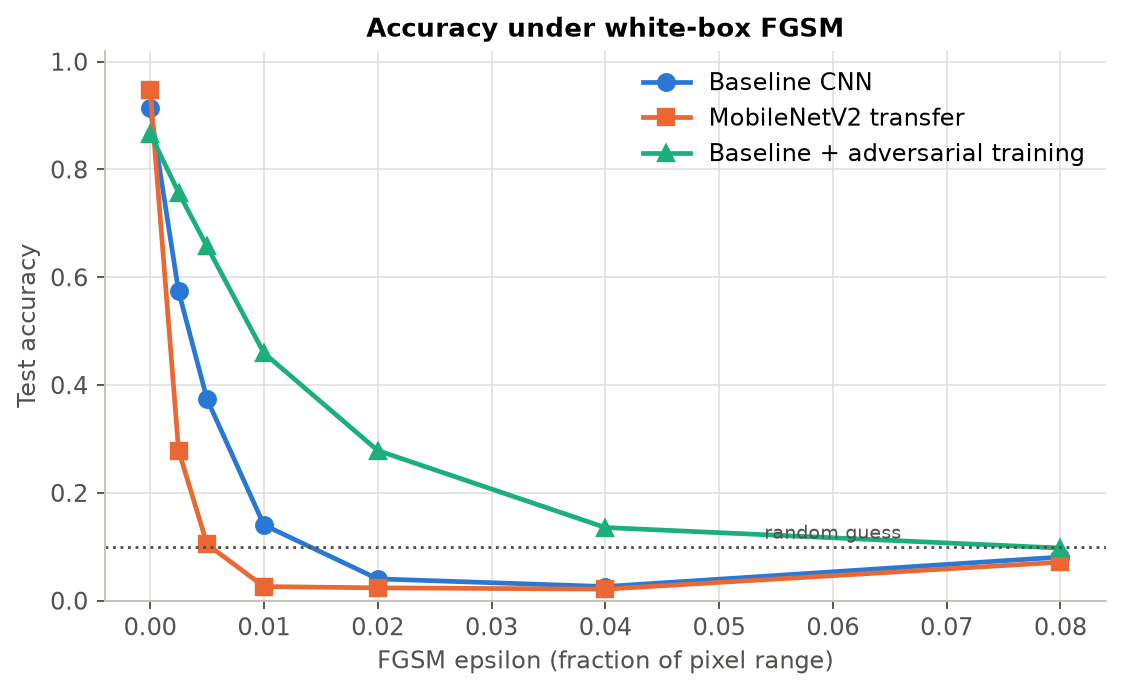 Accuracy under white-box FGSM
Baseline CNN
MobileNetV2 transfer
Baseline + adversarial training
Test accuracy
1.0
0.8
0.6
0.4
0.2
0.0
random guess
0.00 0.01 0.02 0.03 0.04 0.05 0.06 0.07 0.08
FGSM epsilon (fraction of pixel range)